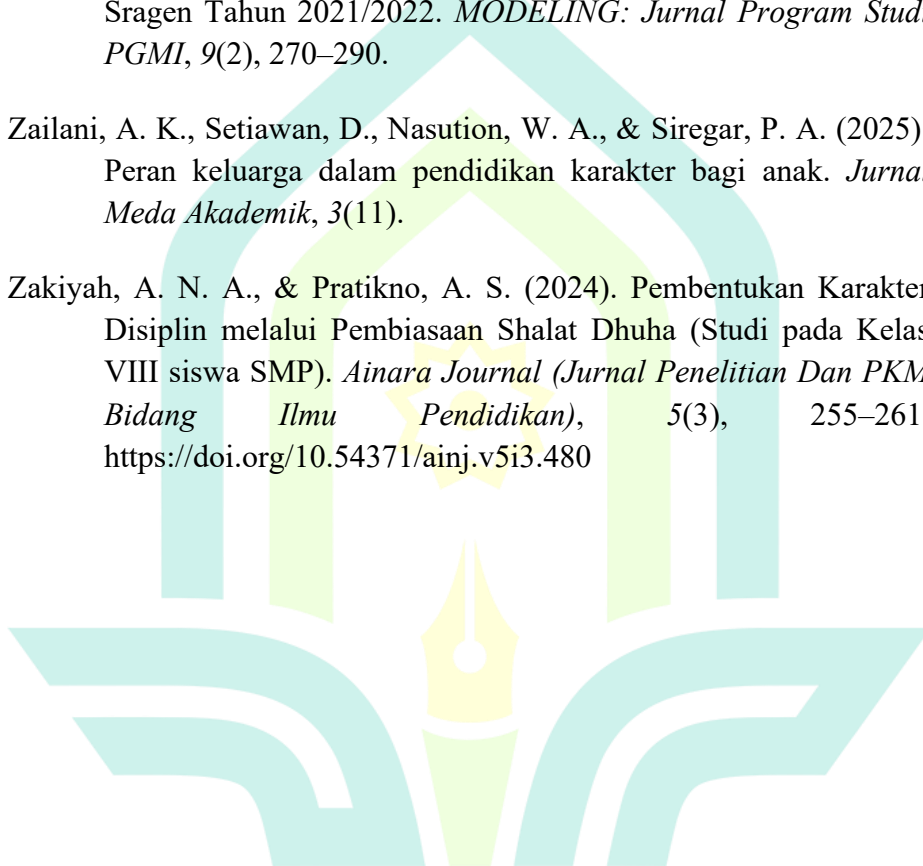 Sragen Tahun 2021/2022. MODELING: Jurnal Program Studi
PGMI, 9(2), 270–290.
Zailani, A. K., Setiawan, D., Nasution, W. A., & Siregar, P. A. (2025)
Peran keluarga dalam pendidikan karakter bagi anak. Jurnal
Meda Akademik, 3(11).
Zakiyah, A. N. A., & Pratikno, A. S. (2024). Pembentukan Karakter
Disiplin melalui Pembiasaan Shalat Dhuha (Studi pada Kelas
VIII siswa SMP). Ainara Journal (Jurnal Penelitian Dan PKM
Bidang Ilmu Pendidikan), 5(3), 255–261
https://doi.org/10.54371/ainj.v5i3.480